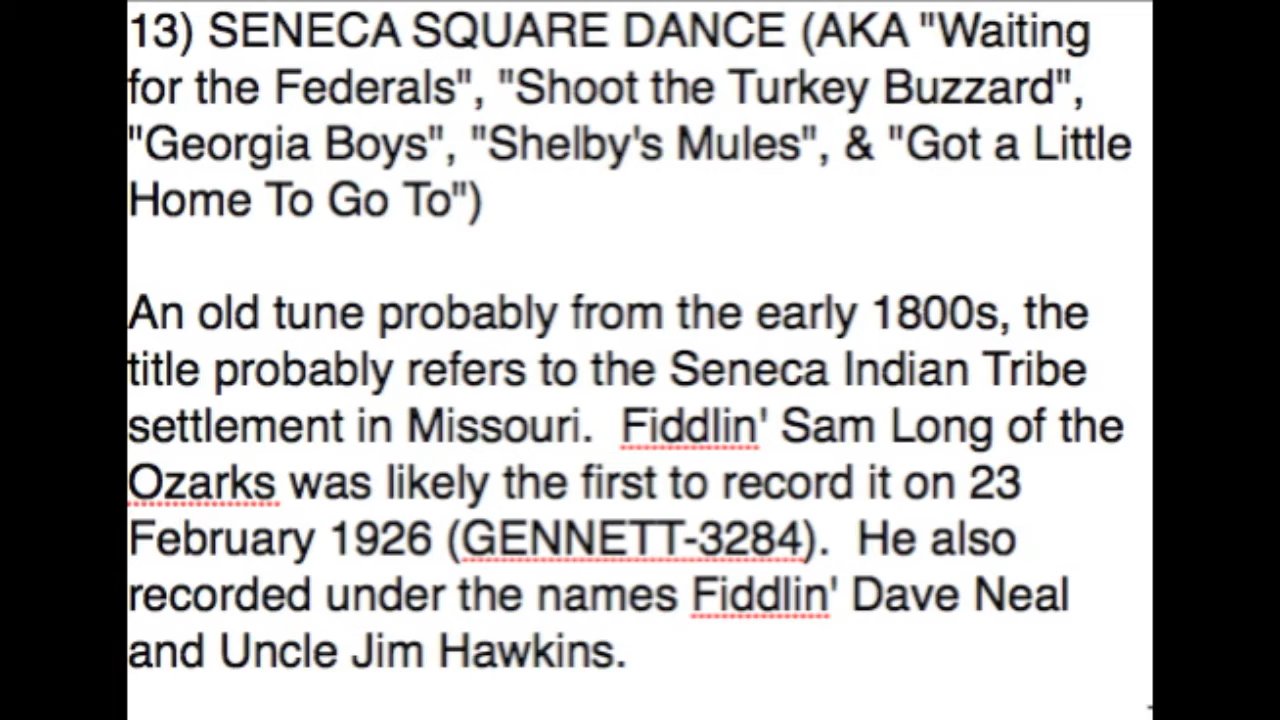 13) SENECA SQUARE DANCE (AKA "Waiting
for the Federals", "Shoot the Turkey Buzzard",
"Georgia Boys", "Shelby's Mules", & "Got a Little
Home To Go To")
An old tune probably from the early 1800s, the
title probably refers to the Seneca Indian Tribe
settlement in Missouri.  Fiddlin' Sam Long of the
Ozarks was likely the first to record it on 23
February 1926 (GENNETT-3284).  He also
recorded under the names Fiddlin' Dave Neal
and Uncle Jim Hawkins.